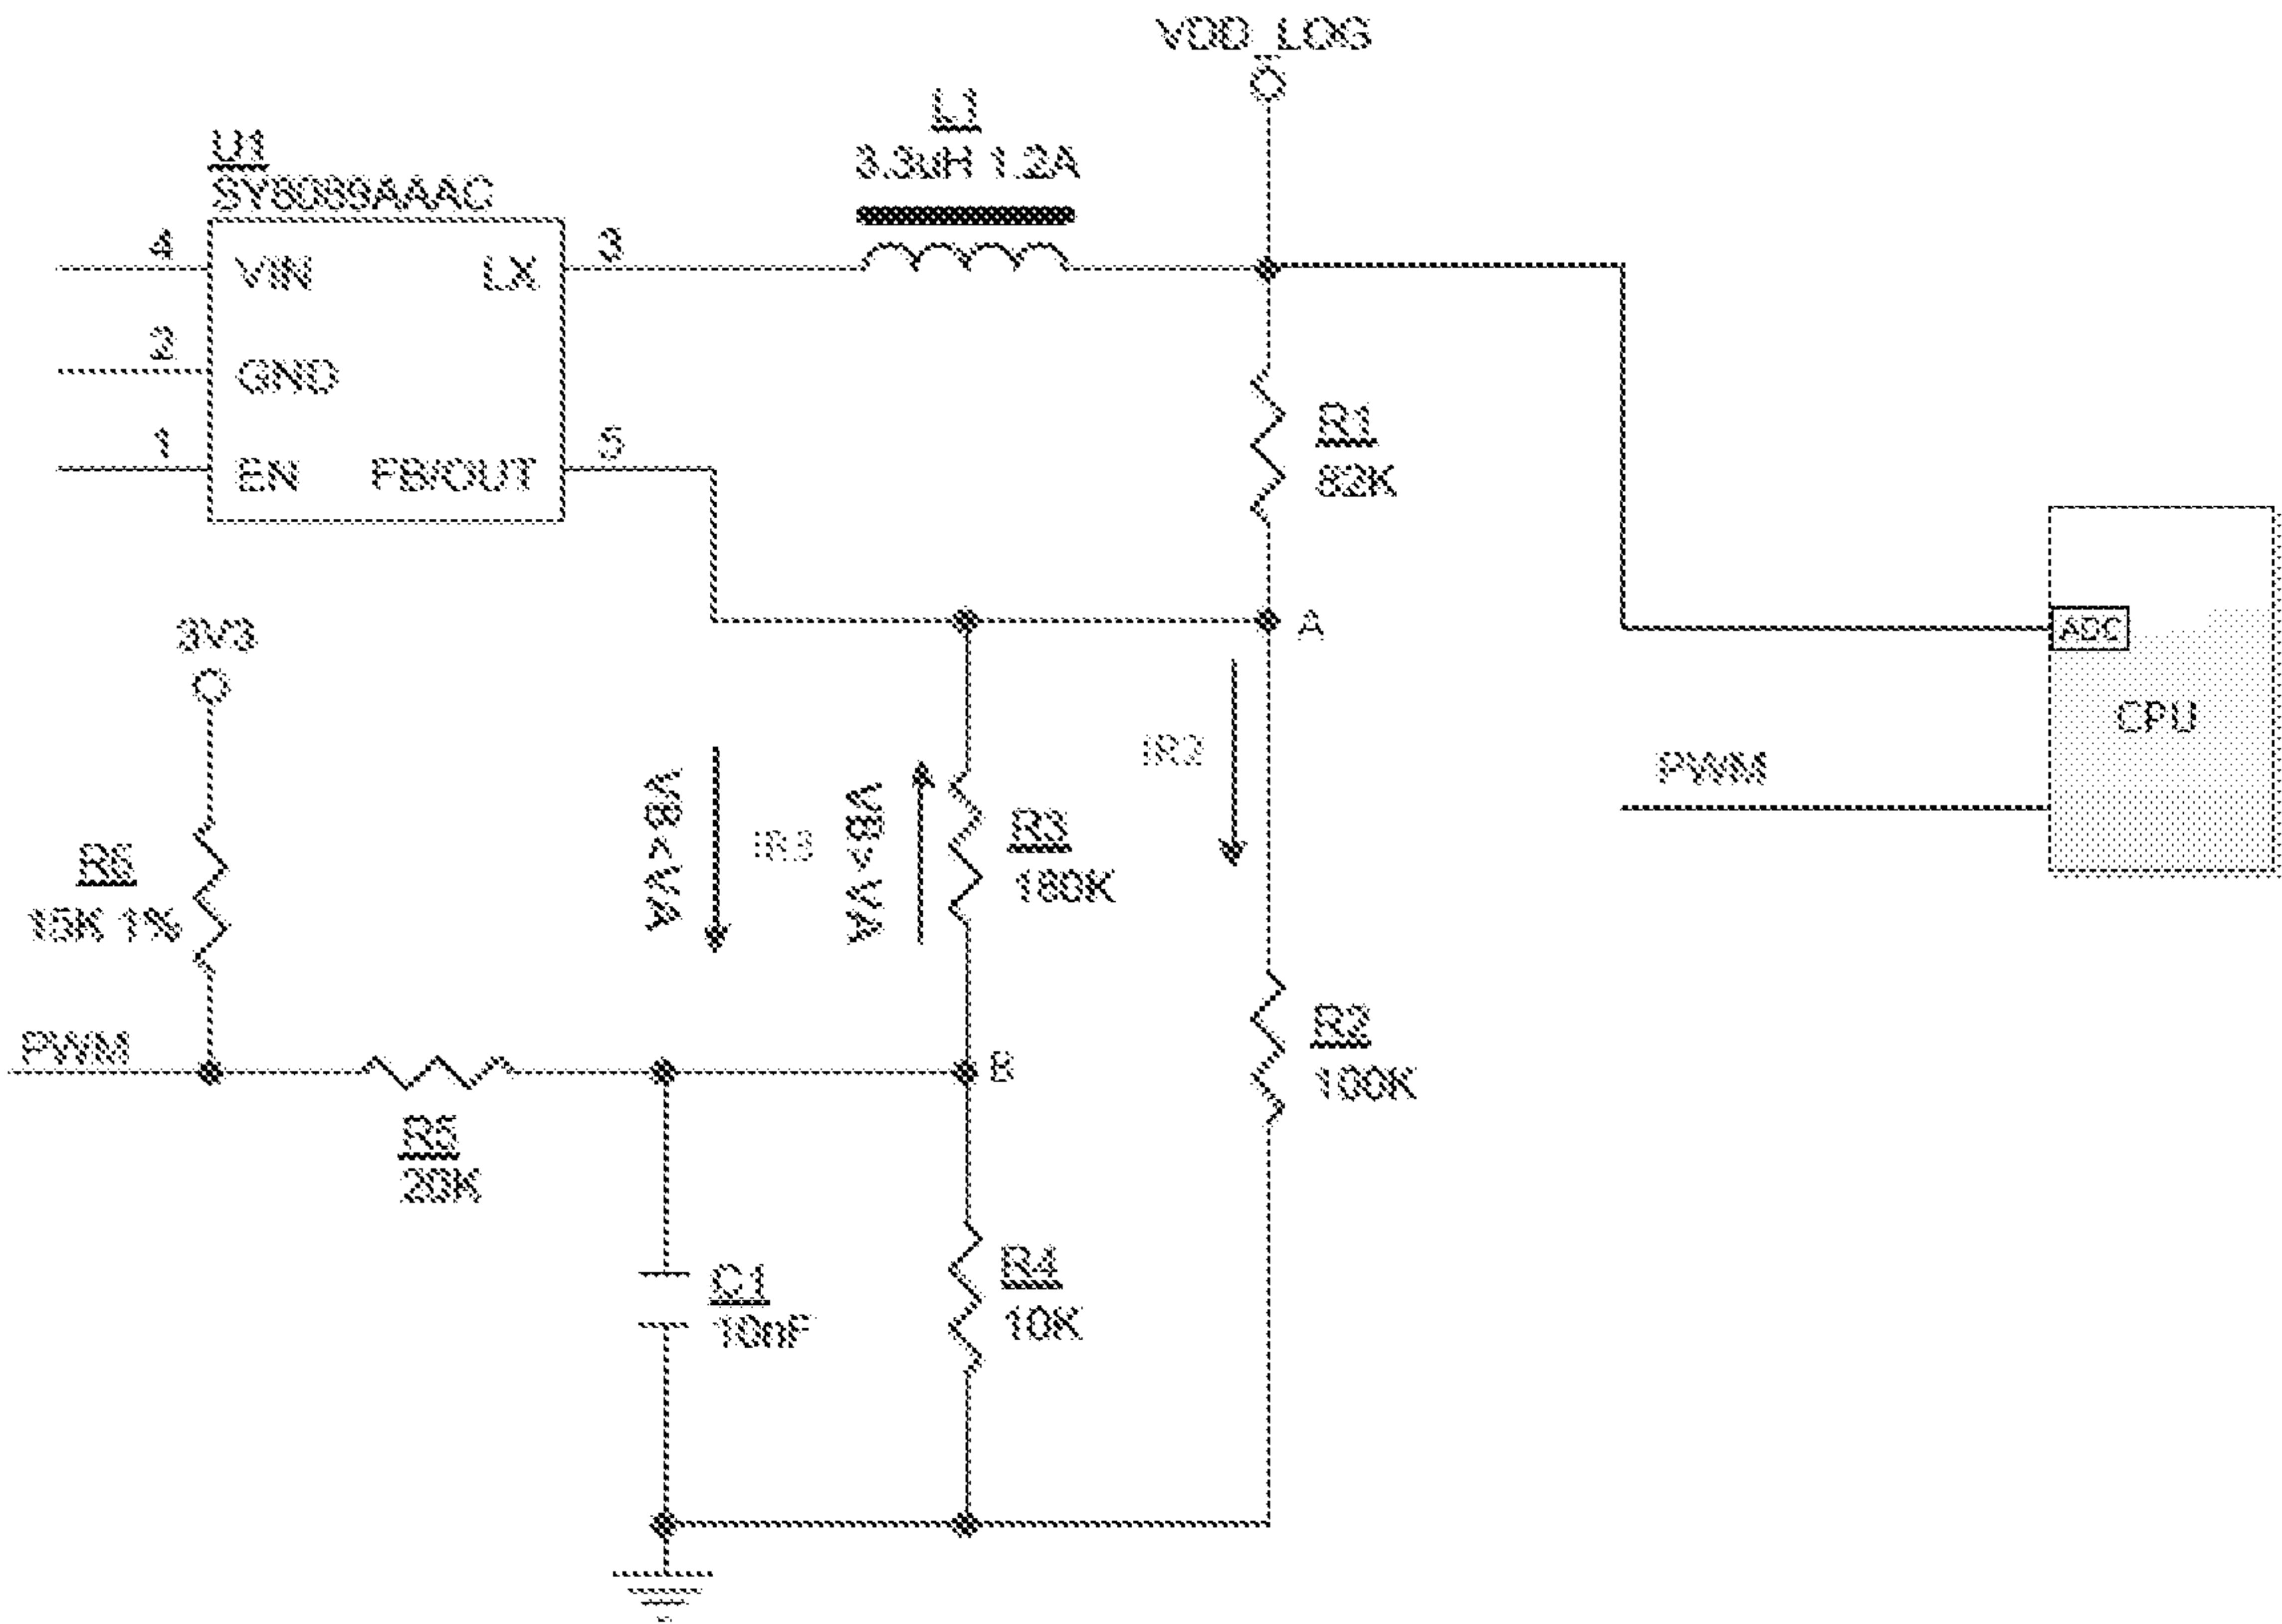 VDD_LOG
L1
3.3uH 1.2A
U1
SY8089AAAC
4
VIN
LX
3
2
GND
1
EN
FB/OUT
5
R1
82K
A
3V3
ADC
CPU
PWM
IR2
VB<VA
IR3
VB>VA
R3
180K
R6
15K 1%
PWM
B
R2
100K
R5
20K
C1
10nF
R4
10K